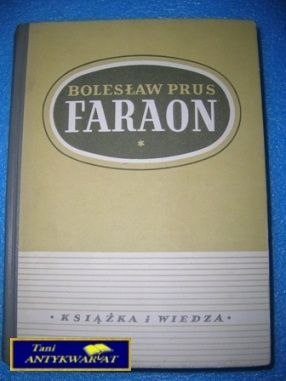 BOLESŁAW PRUS
FARAON
*
• KSIĄŻKA i WIEDZA •
Tani
ANTYKWARIAT